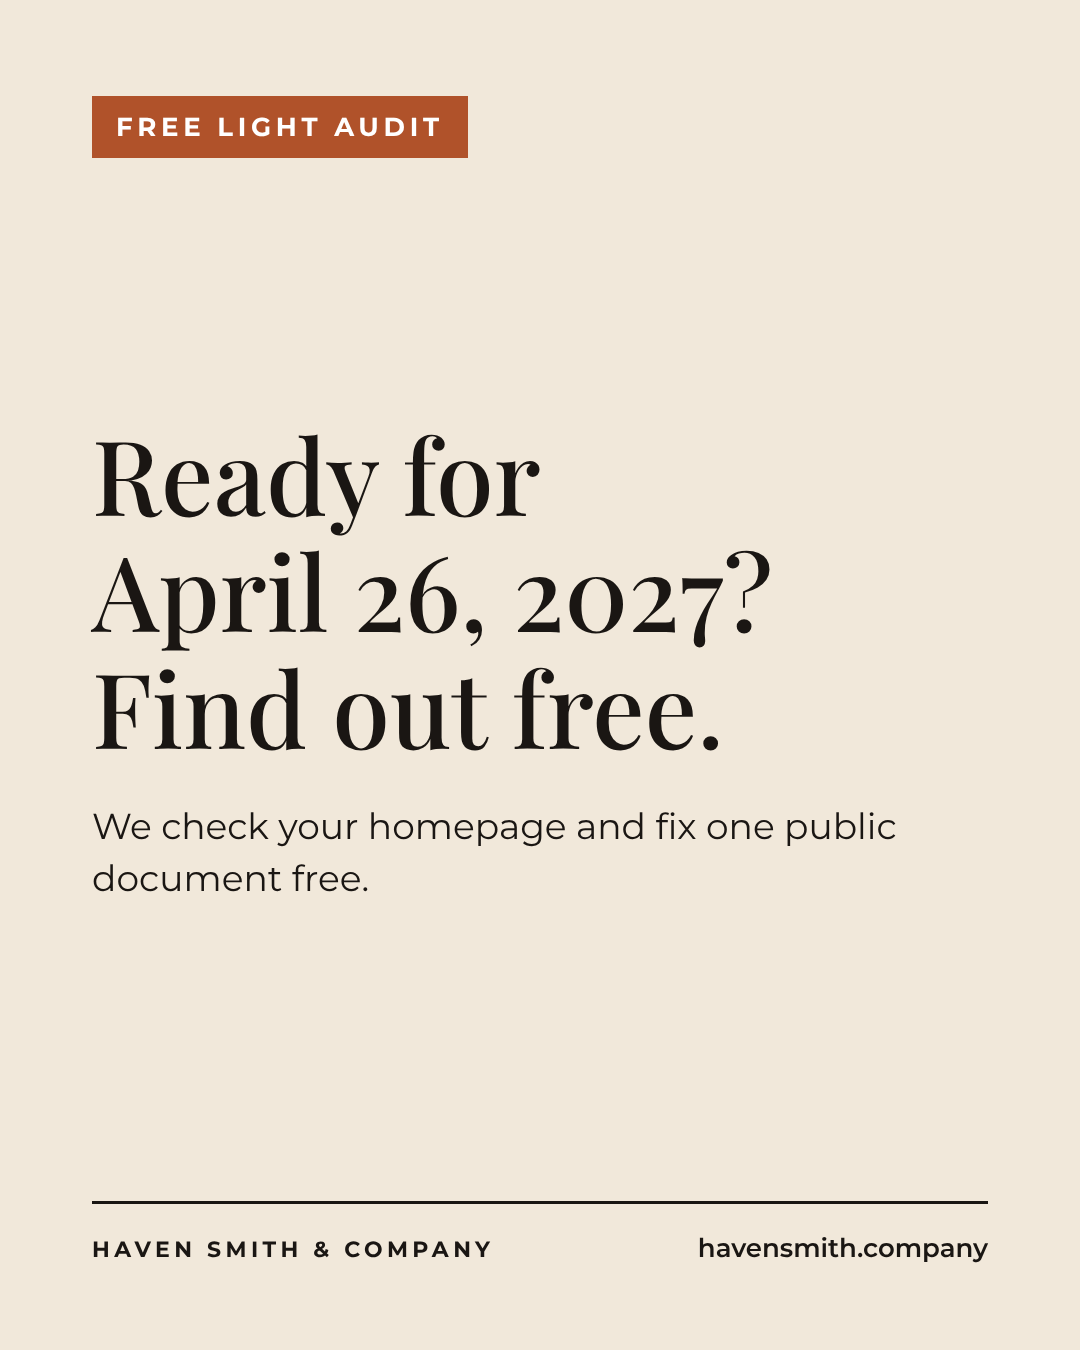 FREE LIGHT AUDIT
Ready for
April 26, 2027?
Find out free.
We check your homepage and fix one public
document free.
HAVEN SMITH & COMPANY
havensmith.company